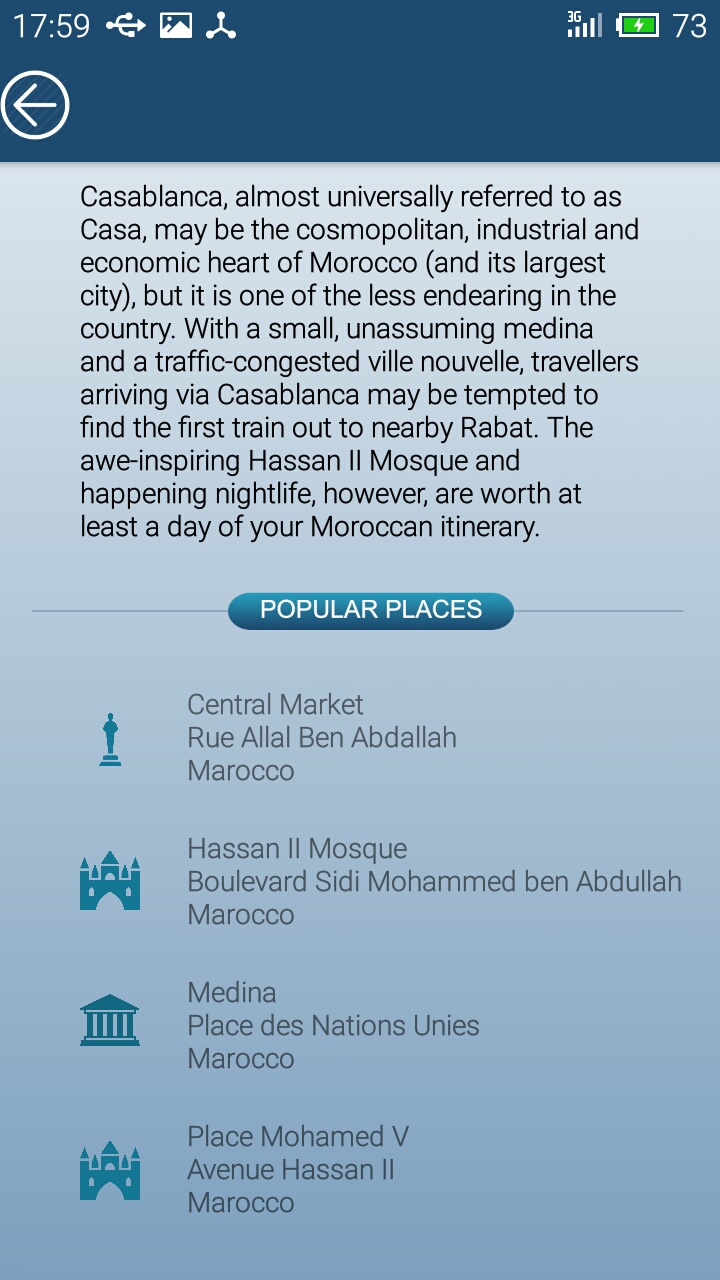 17:59
3G
73
Casablanca, almost universally referred to as
Casa, may be the cosmopolitan, industrial and
economic heart of Morocco (and its largest
city), but it is one of the less endearing in the
country. With a small, unassuming medina
and a traffic-congested ville nouvelle, travellers
arriving via Casablanca may be tempted to
find the first train out to nearby Rabat. The
awe-inspiring Hassan II Mosque and
happening nightlife, however, are worth at
least a day of your Moroccan itinerary.
POPULAR PLACES
Central Market
Rue Allal Ben Abdallah
Marocco
Hassan II Mosque
Boulevard Sidi Mohammed ben Abdullah
Marocco
Medina
Place des Nations Unies
Marocco
Place Mohamed V
Avenue Hassan II
Marocco